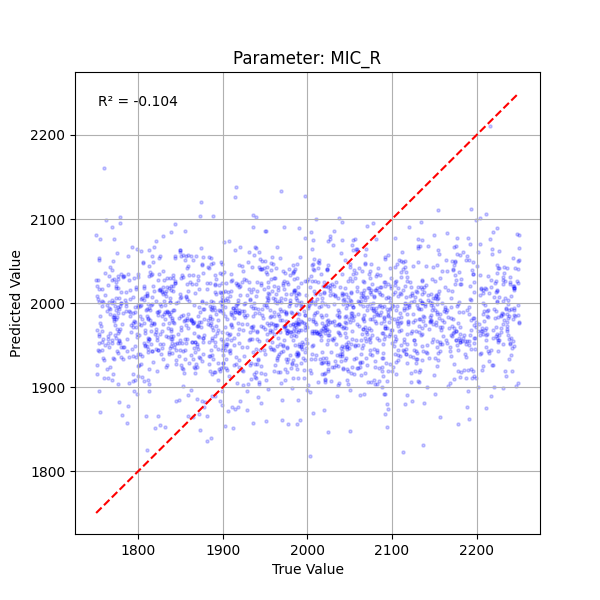 Parameter: MIC_R
R² = -0.104
2200
2100
2000
1900
1800
Predicted Value
1800 1900 2000 2100 2200
True Value